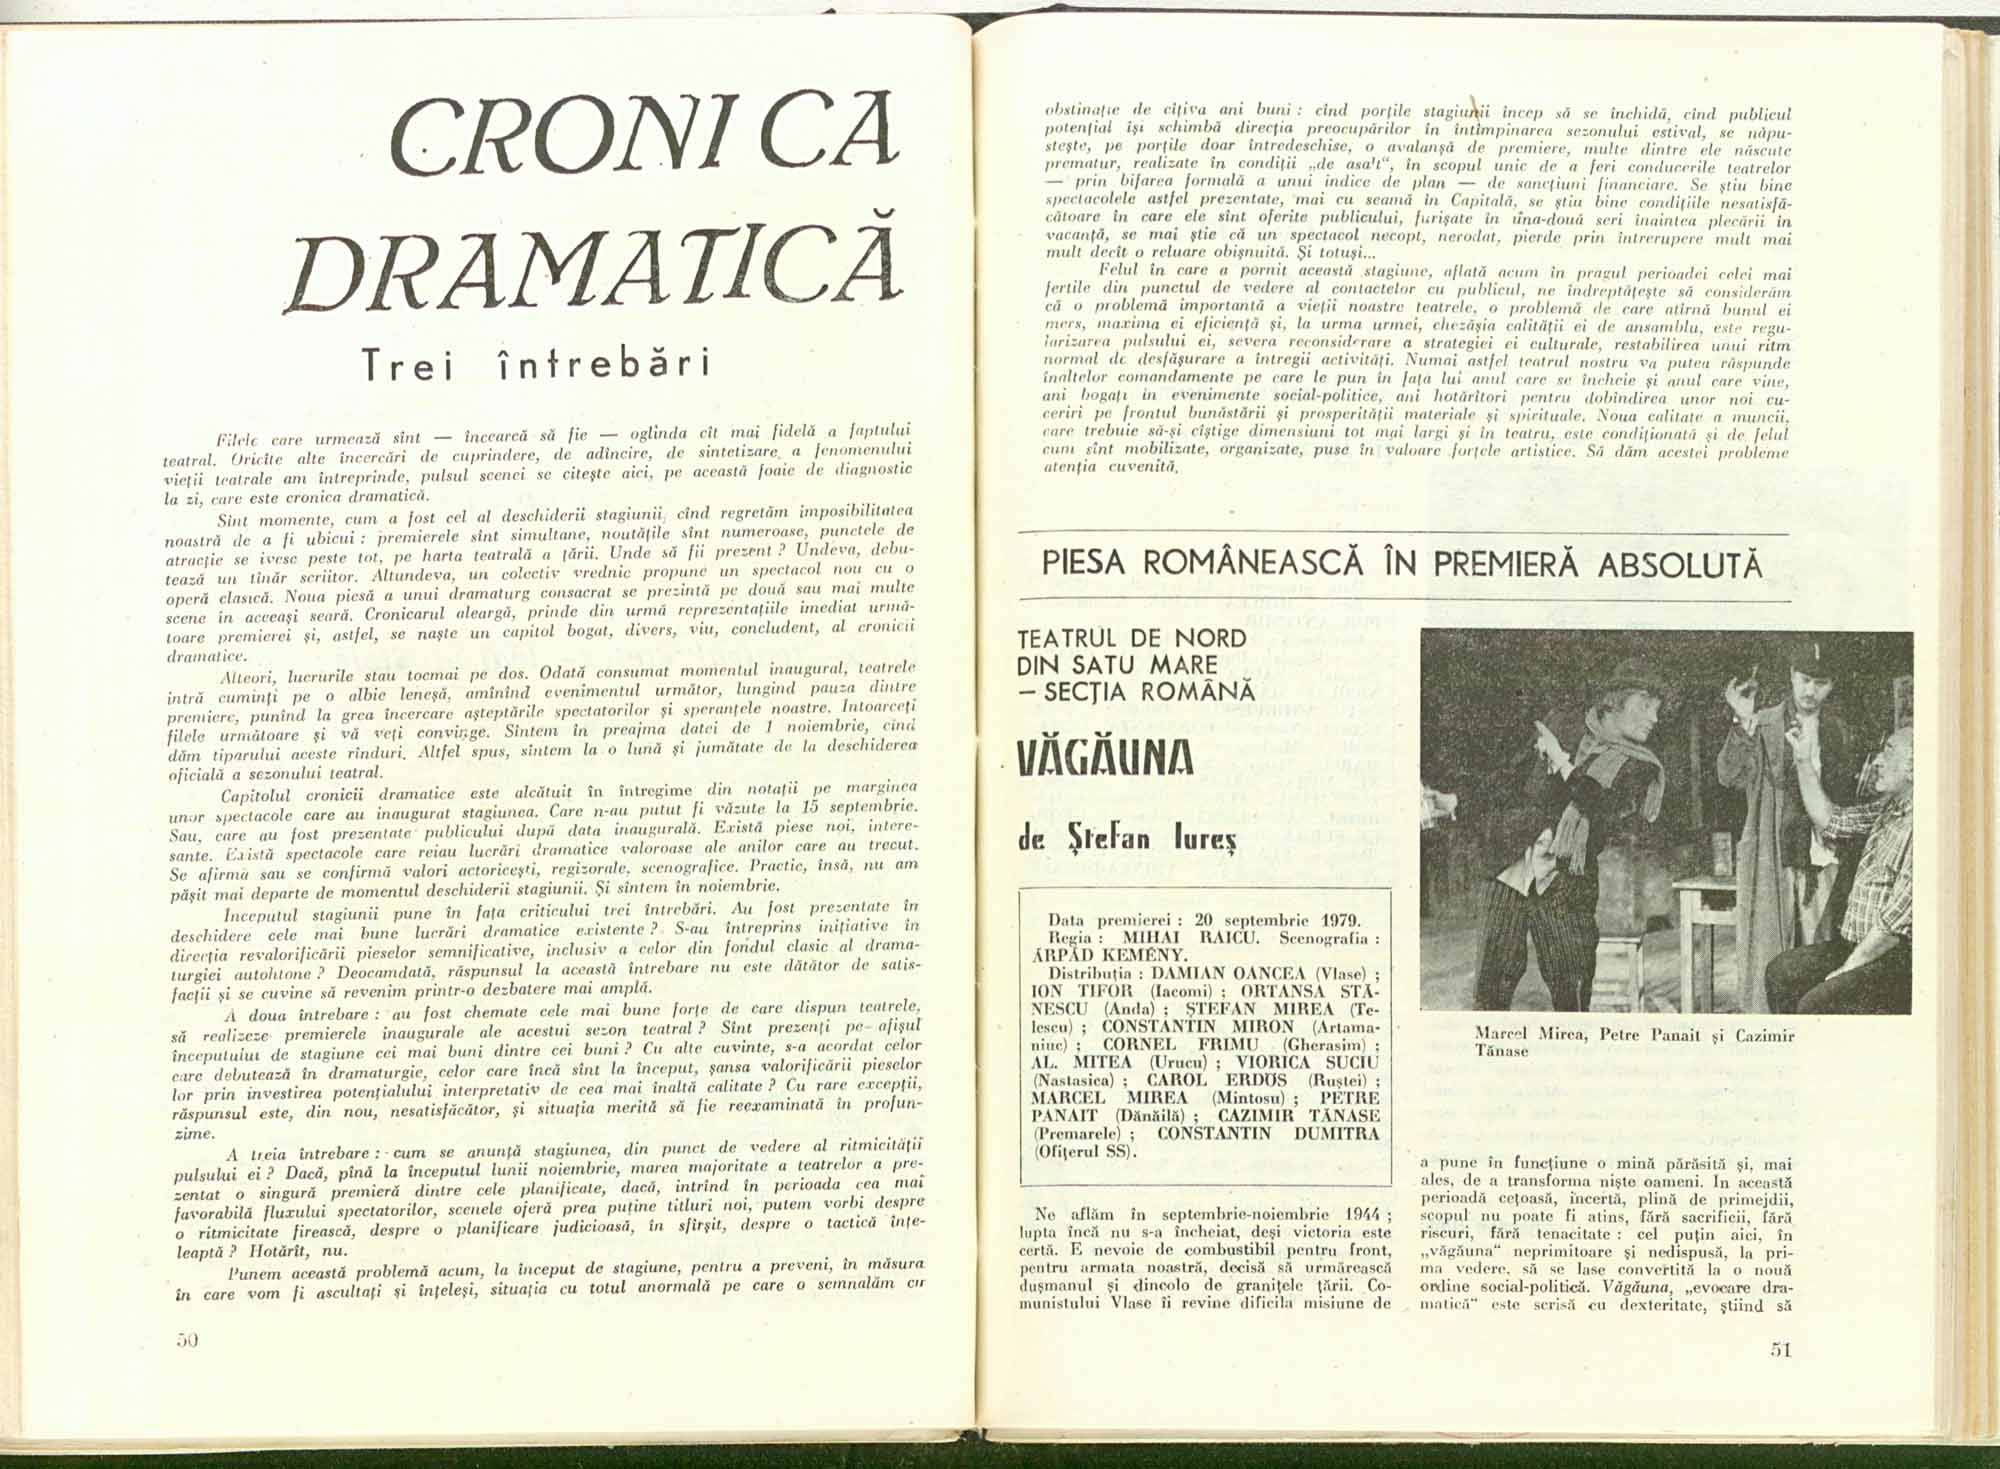 CRONICA
DRAMATICĂ
Trei întrebări
Filele care urmează sînt — încearcă să fie — oglinda cît mai fidelă a faptului
teatral. Oricîte alte încercări de cuprindere, de adîncire, de sintetizare a fenomenului
vieții teatrale am întreprinde, pulsul scenei se citește aici, pe această foaie de diagnostic
la zi, care este cronica dramatică.
Sînt momente, cum a fost cel al deschiderii stagiunii, cînd regretăm imposibilitatea
noastră de a fi ubicui : premierele sînt simultane, noutățile sînt numeroase, punctele de
atracție se ivesc peste tot, pe harta teatrală a țării. Unde să fii prezent ? Undeva, debu-
tează un tînăr scriitor. Altundeva, un colectiv vrednic propune un spectacol nou cu o
operă clasică. Noua piesă a unui dramaturg consacrat se prezintă pe două sau mai multe
scene în aceeași seară. Cronicarul aleargă, prinde din urmă reprezentațiile imediat urmă-
toare premierei și, astfel, se naște un capitol bogat, divers, viu, concludent, al cronicii
dramatice.
Alteori, lucrurile stau tocmai pe dos. Odată consumat momentul inaugural, teatrele
intră cuminți pe o albie leneșă, amînînd evenimentul următor, lungind pauza dintre
premiere, punînd la grea încercare așteptările spectatorilor și speranțele noastre. Intoarceți
filele următoare și vă veți convinge. Sîntem în preajma datei de 1 noiembrie, cînd
dăm tiparului aceste rînduri. Altfel spus, sîntem la o lună și jumătate de la deschiderea
oficială a sezonului teatral.
Capitolul cronicii dramatice este alcătuit în întregime din notații pe marginea
unor spectacole care au inaugurat stagiunea. Care n-au putut fi văzute la 15 septembrie.
Sau, care au fost prezentate publicului după data inaugurală. Există piese noi, intere-
sante. Există spectacole care reiau lucrări dramatice valoroase ale anilor care au trecut.
Se afirmă sau se confirmă valori actoricești, regizorale, scenografice. Practic, însă, nu am
pășit mai departe de momentul deschiderii stagiunii. Și sîntem în noiembrie.
Inceputul stagiunii pune în fața criticului trei întrebări. Au fost prezentate în
deschidere cele mai bune lucrări dramatice existente ? S-au întreprins inițiative în
direcția revalorificării pieselor semnificative, inclusiv a celor din fondul clasic al drama-
turgiei autohtone ? Deocamdată, răspunsul la această întrebare nu este dătător de satis-
facții și se cuvine să revenim printr-o dezbatere mai amplă.
A doua întrebare : au fost chemate cele mai bune forțe de care dispun teatrele,
să realizeze premierele inaugurale ale acestui sezon teatral ? Sînt prezenți pe afișul
începutului de stagiune cei mai buni dintre cei buni ? Cu alte cuvinte, s-a acordat celor
care debutează în dramaturgie, celor care încă sînt la început, șansa valorificării pieselor
lor prin investirea potențialului interpretativ de cea mai înaltă calitate ? Cu rare excepții,
răspunsul este, din nou, nesatisfăcător, și situația merită să fie reexaminată în profun-
zime.
A treia întrebare : cum se anunță stagiunea, din punct de vedere al ritmicității
pulsului ei ? Dacă, pînă la începutul lunii noiembrie, marea majoritate a teatrelor a pre-
zentat o singură premieră dintre cele planificate, dacă, intrînd în perioada cea mai
favorabilă fluxului spectatorilor, scenele oferă prea puține titluri noi, putem vorbi despre
o ritmicitate firească, despre o planificare judicioasă, în sfîrșit, despre o tactică înțe-
leaptă ? Hotărît, nu.
Punem această problemă acum, la început de stagiune, pentru a preveni, în măsura
în care vom fi ascultați și înțeleși, situația cu totul anormală pe care o semnalăm cu
50
obstinație de cîțiva ani buni : cînd porțile stagiunii încep să se închidă, cînd publicul
potențial își schimbă direcția preocupărilor în întîmpinarea sezonului estival, se năpu-
stește, pe porțile doar întredeschise, o avalanșă de premiere, multe dintre ele născute
prematur, realizate în condiții „de asalt“, în scopul unic de a feri conducerile teatrelor
— prin bifarea formală a unui indice de plan — de sancțiuni financiare. Se știu bine
spectacolele astfel prezentate, mai cu seamă în Capitală, se știu bine condițiile nesatisfă-
cătoare în care ele sînt oferite publicului, furișate în una-două seri înaintea plecării în
vacanță, se mai știe că un spectacol necopt, nerodat, pierde prin întrerupere mult mai
mult decît o reluare obișnuită. Și totuși...
Felul în care a pornit această stagiune, aflată acum în pragul perioadei celei mai
fertile din punctul de vedere al contactelor cu publicul, ne îndreptățește să considerăm
că o problemă importantă a vieții noastre teatrele, o problemă de care atîrnă bunul ei
mers, maxima ei eficiență și, la urma urmei, chezășia calității ei de ansamblu, este regu-
larizarea pulsului ei, severa reconsiderare a strategiei ei culturale, restabilirea unui ritm
normal de desfășurare a întregii activități. Numai astfel teatrul nostru va putea răspunde
înaltelor comandamente pe care le pun în fața lui anul care se încheie și anul care vine,
ani bogați în evenimente social-politice, ani hotărîtori pentru dobîndirea unor noi cu-
ceriri pe frontul bunăstării și prosperității materiale și spirituale. Noua calitate a muncii,
care trebuie să-și cîștige dimensiuni tot mai largi și în teatru, este condiționată și de felul
cum sînt mobilizate, organizate, puse în valoare forțele artistice. Să dăm acestei probleme
atenția cuvenită.
PIESA ROMÂNEASCĂ ÎN PREMIERĂ ABSOLUTĂ
TEATRUL DE NORD
DIN SATU MARE
– SECȚIA ROMÂNĂ
VĂGĂUNA
de Ștefan Iureș
Data premierei : 20 septembrie 1979.
Regia : MIHAI RAICU. Scenografia :
ÁRPÁD KEMÉNY.
Distribuția : DAMIAN OANCEA (Vlase) ;
ION TIFOR (Iacomi) ; ORTANSA STĂ-
NESCU (Anda) ; ȘTEFAN MIREA (Te-
lescu) ; CONSTANTIN MIRON (Artama-
niuc) ; CORNEL FRIMU (Gherasim) ;
AL. MITEA (Urucu) ; VIORICA SUCIU
(Nastasica) ; CAROL ERDÖS (Ruștei) ;
MARCEL MIREA (Mintosu) ; PETRE
PANAIT (Dănăilă) ; CAZIMIR TĂNASE
(Premarele) ; CONSTANTIN DUMITRA
(Ofițerul SS).
Ne aflăm în septembrie-noiembrie 1944 ;
lupta încă nu s-a încheiat, deși victoria este
certă. E nevoie de combustibil pentru front,
pentru armata noastră, decisă să urmărească
dușmanul și dincolo de granițele țării. Co-
munistului Vlase îi revine dificila misiune de
Marcel Mirea, Petre Panait și Cazimir
Tănase
a pune în funcțiune o mină părăsită și, mai
ales, de a transforma niște oameni. In această
perioadă cețoasă, incertă, plină de primejdii,
scopul nu poate fi atins, fără sacrificii, fără
riscuri, fără tenacitate : cel puțin aici, în
„văgăuna“ neprimitoare și nedispusă, la pri-
ma vedere, să se lase convertită la o nouă
ordine social-politică. Văgăuna, „evocare dra-
matică“ este scrisă cu dexteritate, știind să
51